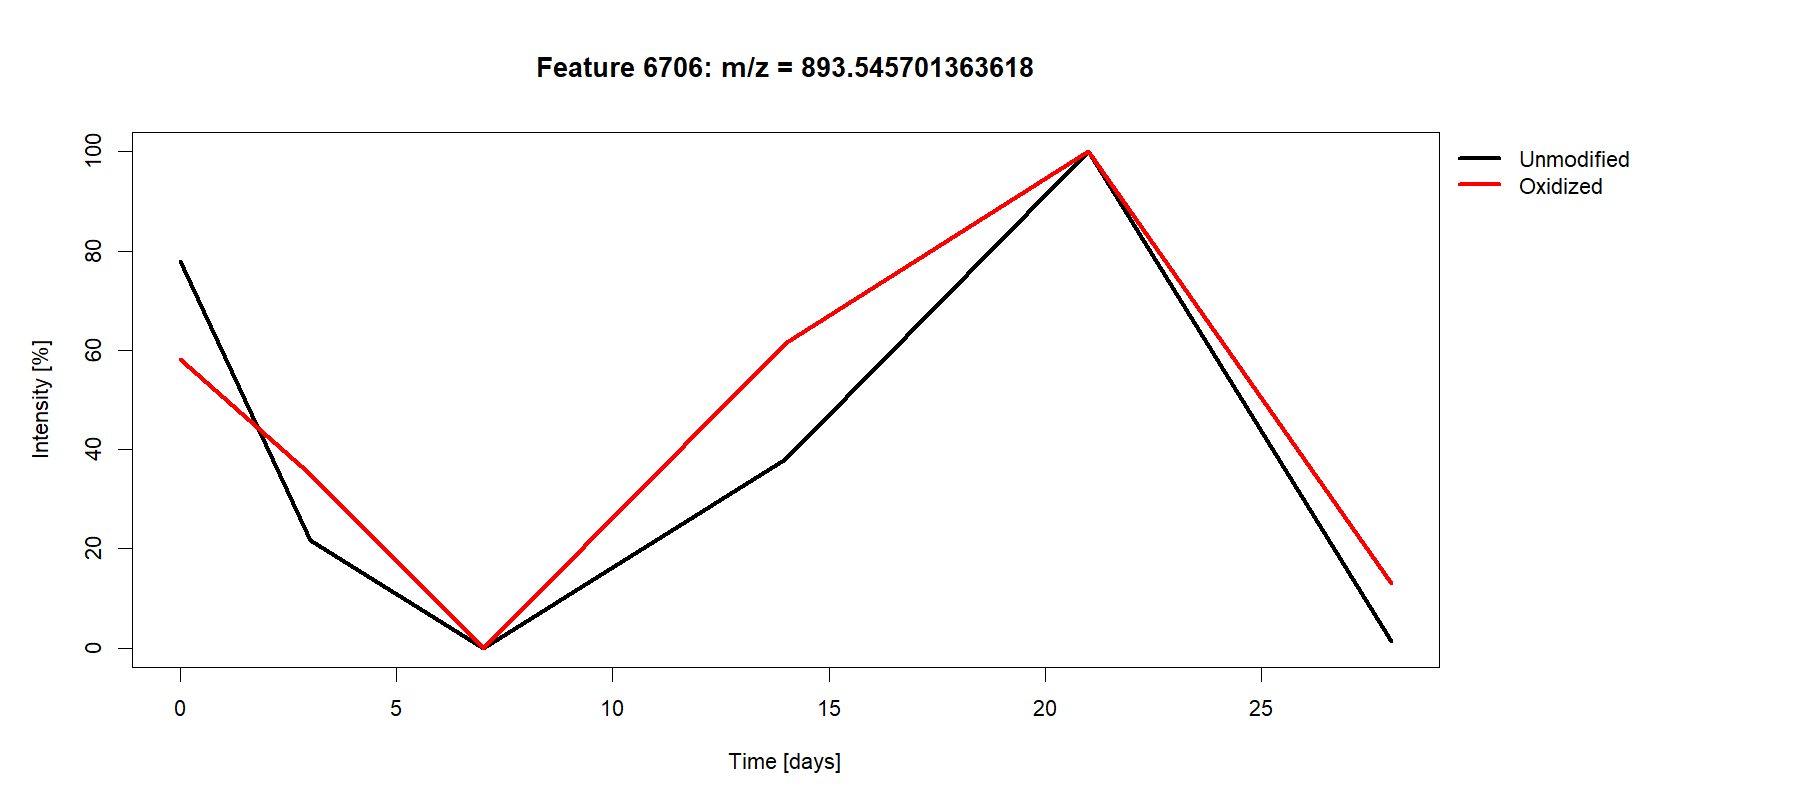 Feature 6706: m/z = 893.545701363618
Unmodified
Oxidized
Intensity [%]
100
80
60
40
20
0
0 5 10 15 20 25
Time [days]